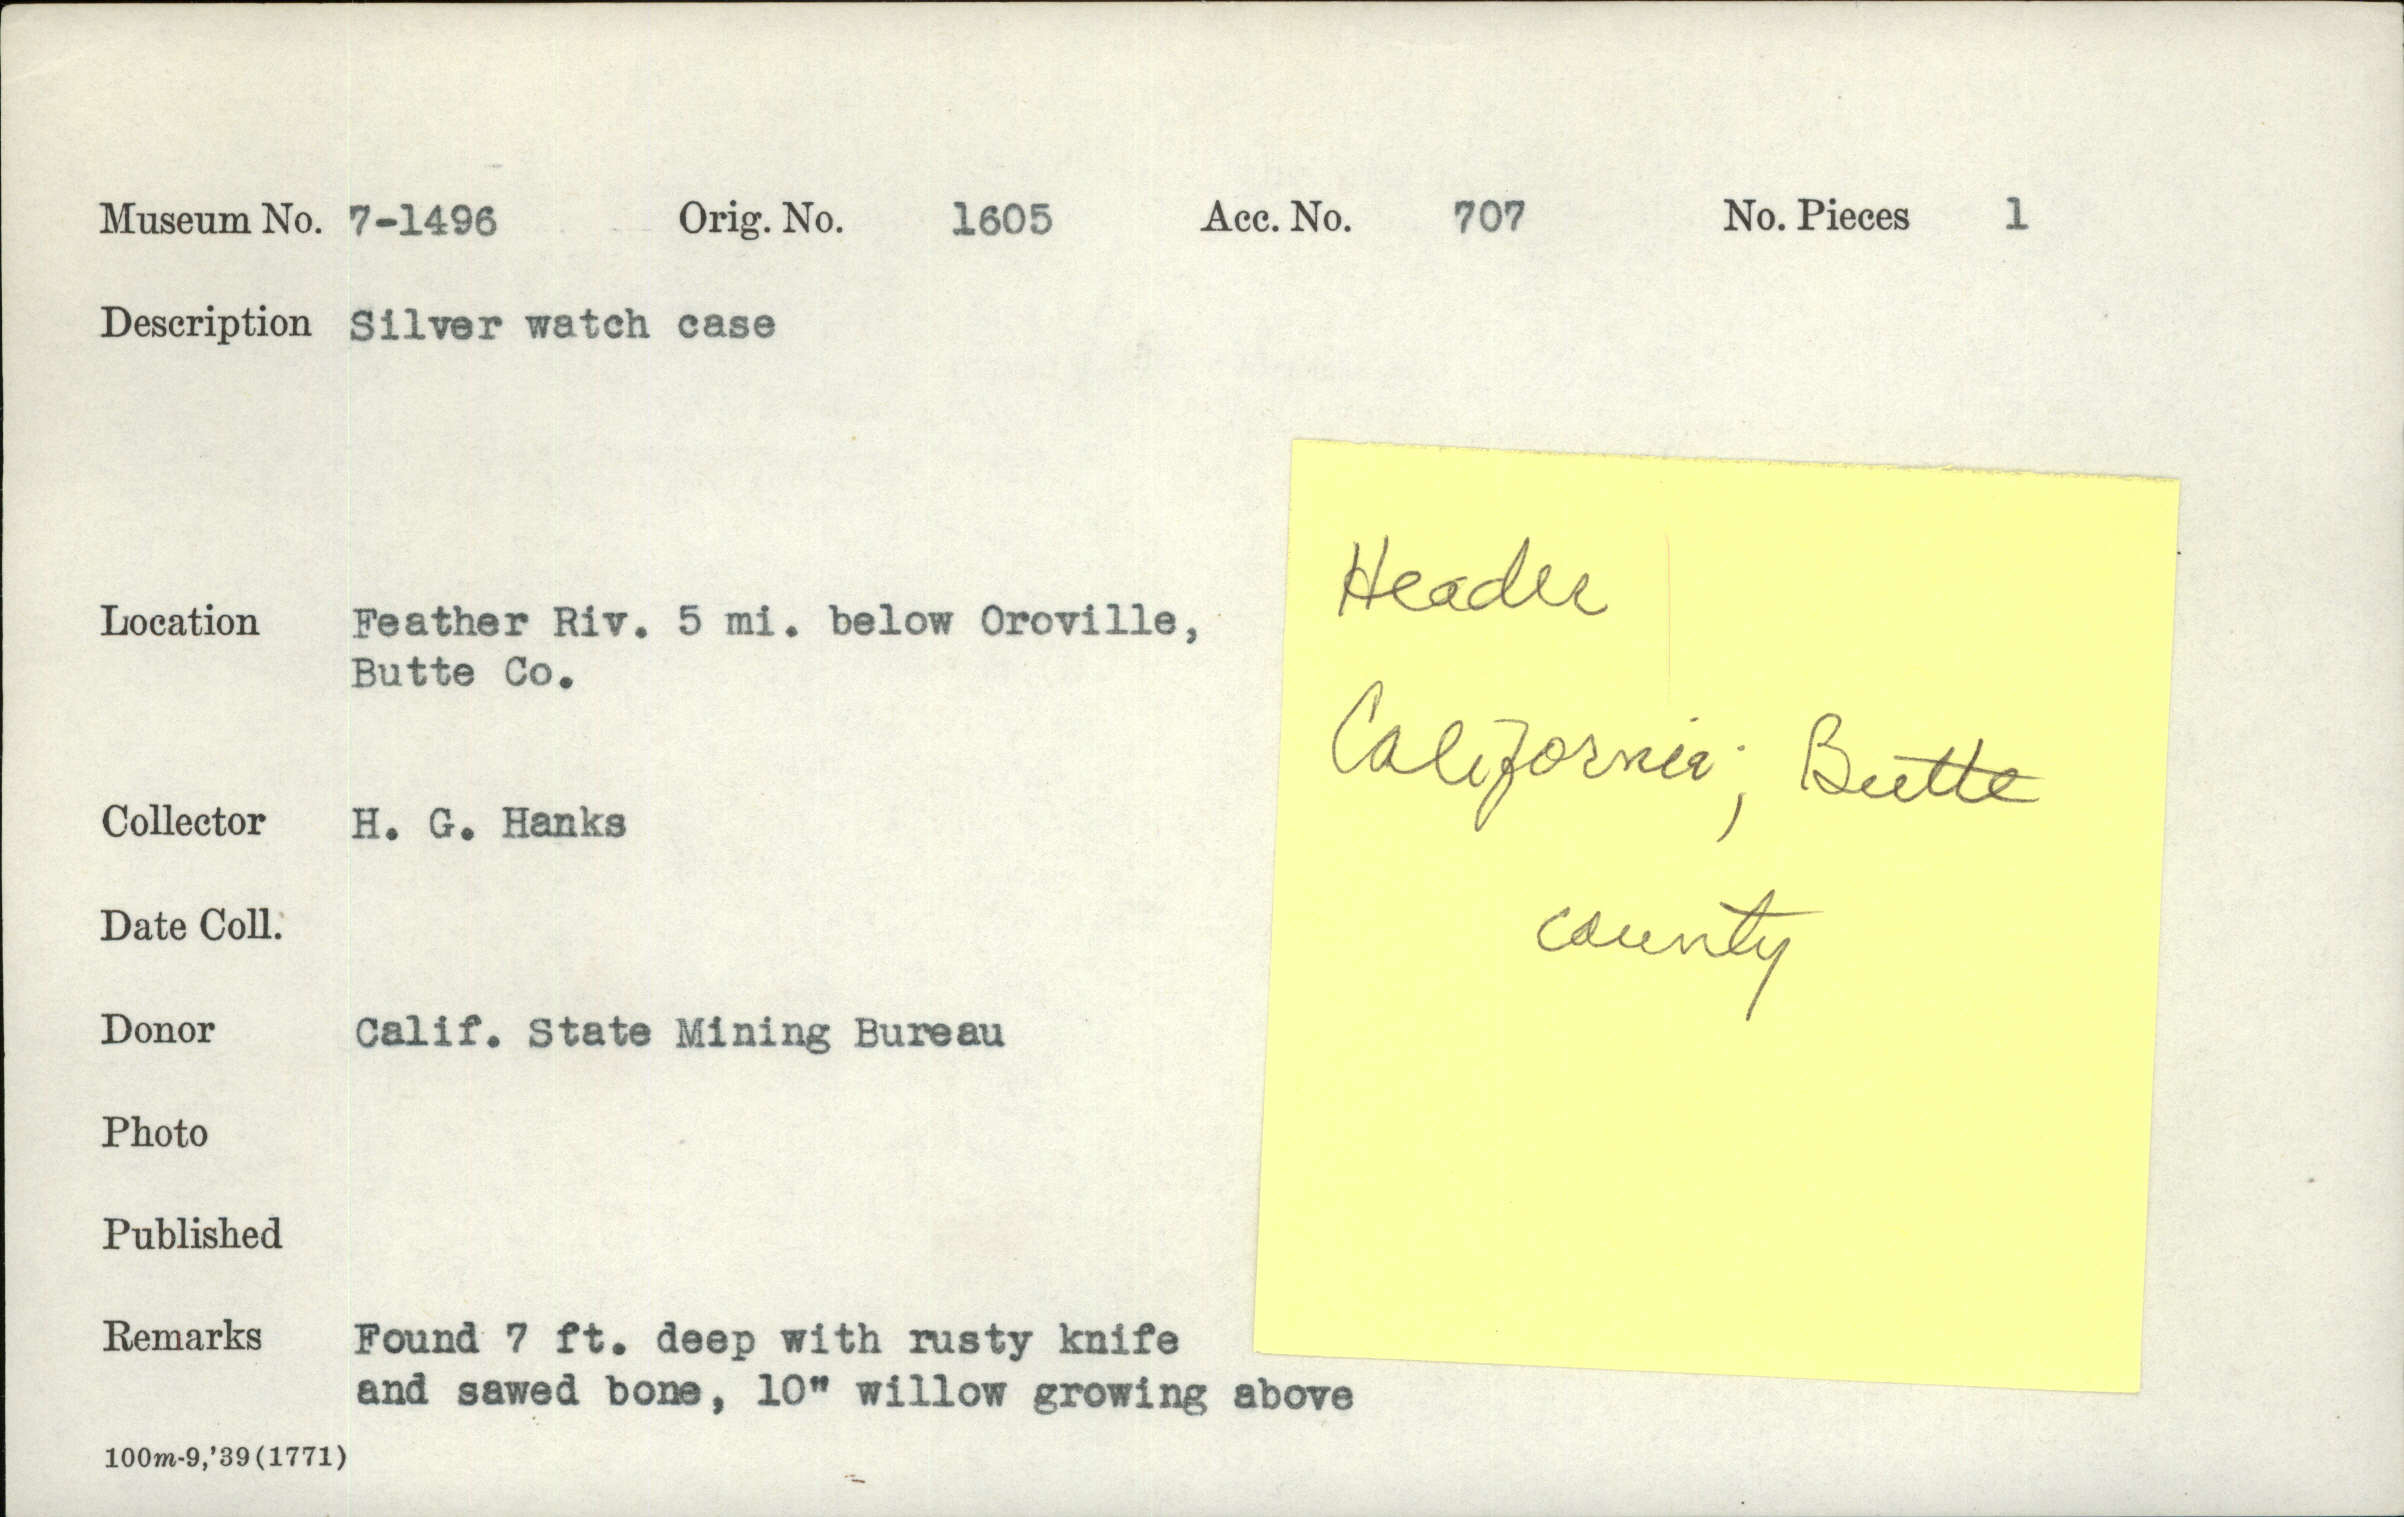 Museum No. 7-1496 Orig. No. 1605 Acc. No. 707 No. Pieces 1
Description Silver watch case
Location Feather Riv. 5 mi. below Oroville,
Butte Co.
Collector H. G. Hanks
Date Coll.
Donor Calif. State Mining Bureau
Photo
Published
Remarks Found 7 ft. deep with rusty knife
and sawed bone, 10" willow growing above
100m-9,'39(1771)
Header
California; Butte
county